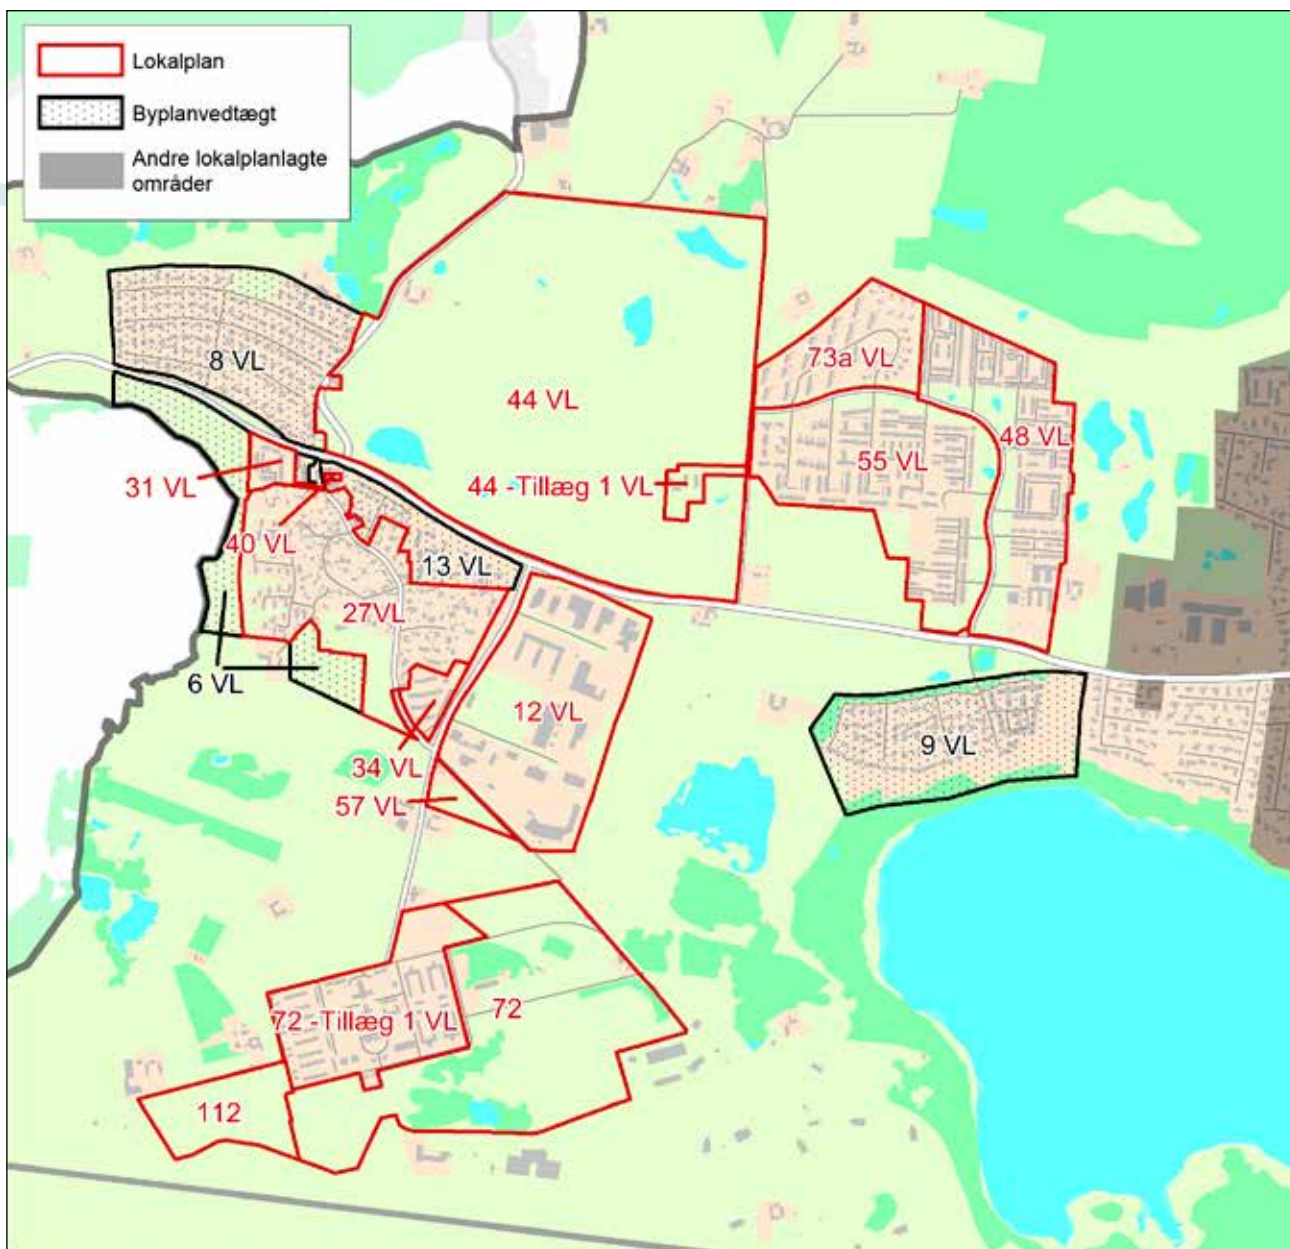 Lokalplan
Byplanvedtægt
Andre lokalplanlagte
områder
8 VL
73a VL
44 VL
48 VL
55 VL
31 VL
44 -Tillæg 1 VL
40 VL
13 VL
27VL
6 VL
12 VL
9 VL
34 VL
57 VL
72 -Tillæg 1 VL
72
112